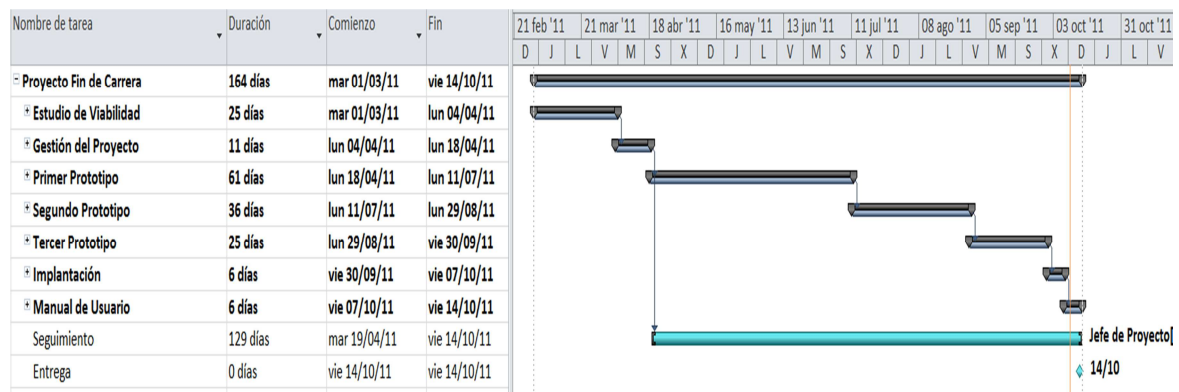 Nombre de tarea Duración Comienzo Fin 21 feb '11 21 mar '11 18 abr '11 16 may '11 13 jun '11 11 jul '11 08 ago '11 05 sep '11 03 oct '11 31 oct '11
D J L V M S X D J L V M S X D J L V M S X D J L V
Proyecto Fin de Carrera 164 días mar 01/03/11 vie 14/10/11
Estudio de Viabilidad 25 días mar 01/03/11 lun 04/04/11
Gestión del Proyecto 11 días lun 04/04/11 lun 18/04/11
Primer Prototipo 61 días lun 18/04/11 lun 11/07/11
Segundo Prototipo 36 días lun 11/07/11 lun 29/08/11
Tercer Prototipo 25 días lun 29/08/11 vie 30/09/11
Implantación 6 días vie 30/09/11 vie 07/10/11
Manual de Usuario 6 días vie 07/10/11 vie 14/10/11
Seguimiento 129 días mar 19/04/11 vie 14/10/11 Jefe de Proyecto[
Entrega 0 días vie 14/10/11 vie 14/10/11 14/10